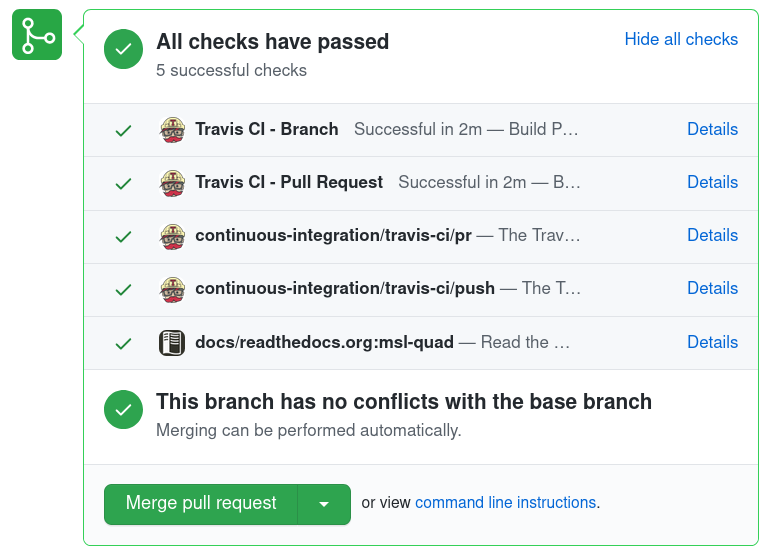 All checks have passed
Hide all checks
5 successful checks
Travis CI - Branch Successful in 2m — Build P… Details
Travis CI - Pull Request Successful in 2m — B… Details
continuous-integration/travis-ci/pr — The Trav… Details
continuous-integration/travis-ci/push — The T… Details
docs/readthedocs.org:msl-quad — Read the … Details
This branch has no conflicts with the base branch
Merging can be performed automatically.
Merge pull request or view command line instructions.